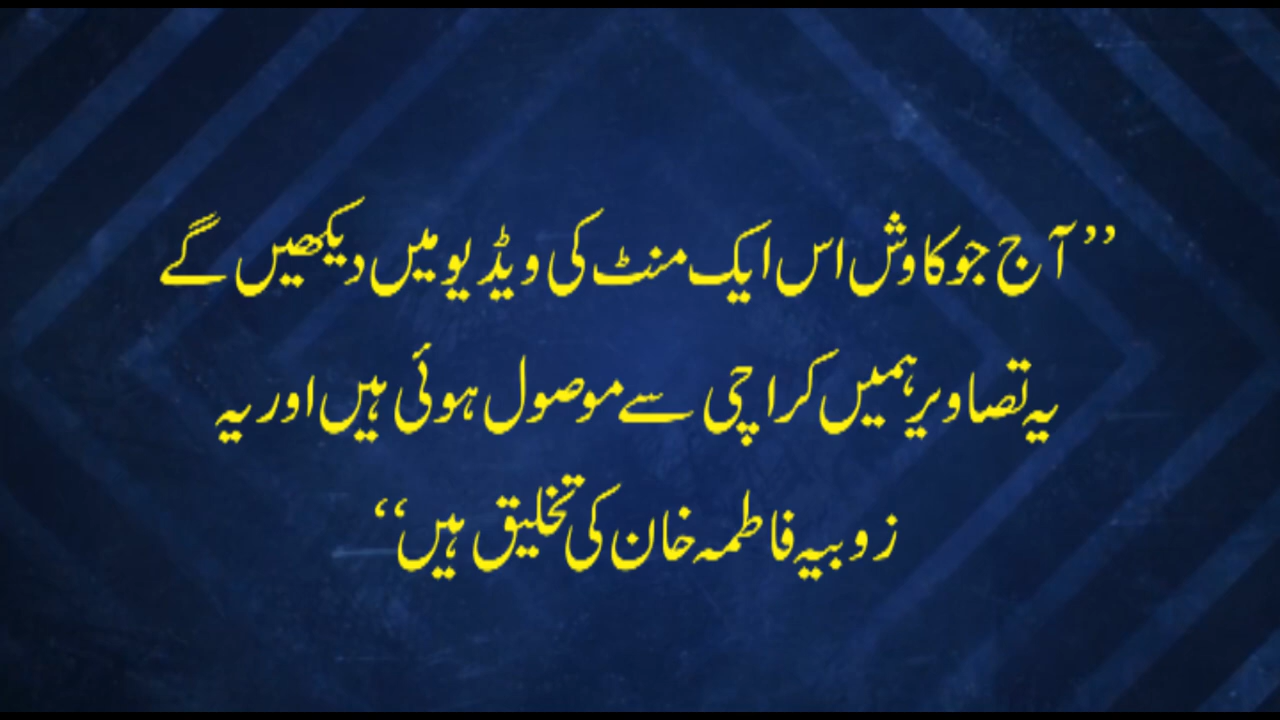 ’’آج جو کاوش اس ایک منٹ کی ویڈیو میں دیکھیں گے
یہ تصاویر ہمیں کراچی سے موصول ہوئی ہیں اور یہ
زوبیہ فاطمہ خان کی تخلیق ہیں‘‘